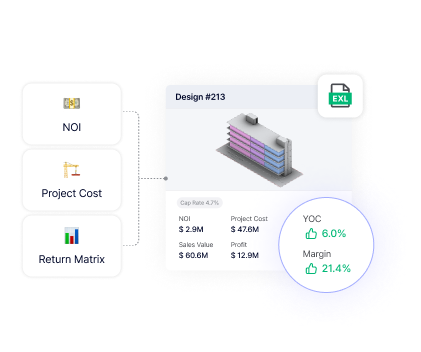 NOI
Project Cost
Return Matrix
Design #213
EXL
Cap Rate 4.7%
NOI
$ 2.9M
Project Cost
$ 47.6M
Sales Value
$ 60.6M
Profit
$ 12.9M
YOC
6.0%
Margin
21.4%